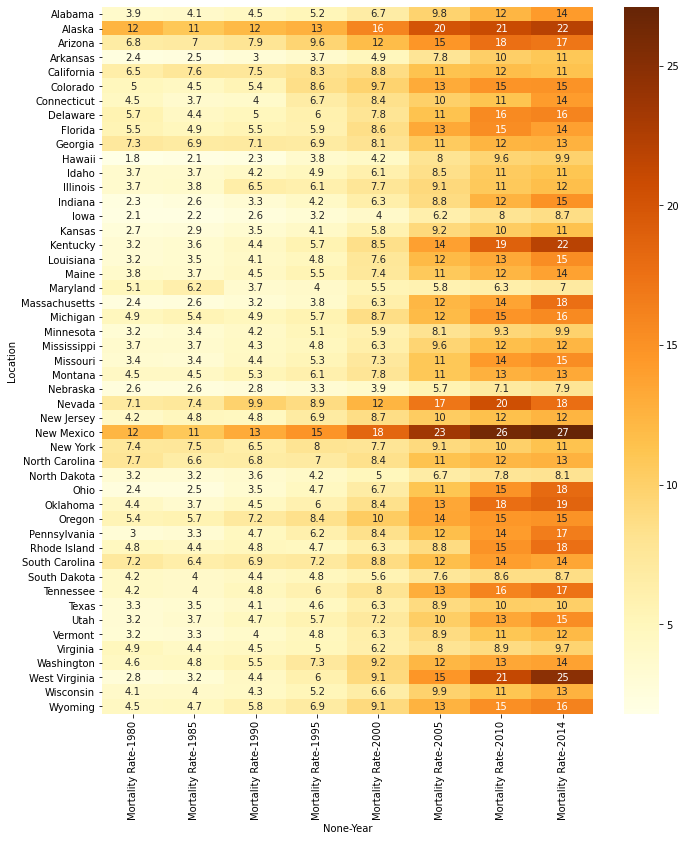 Alabama 3.9 4.1 4.5 5.2 6.7 9.8 12 14
Alaska 12 11 12 13 16 20 21 22
Arizona 6.8 7 7.9 9.6 12 15 18 17
Arkansas 2.4 2.5 3 3.7 4.9 7.8 10 11
California 6.5 7.6 7.5 8.3 8.8 11 12 11
Colorado 5 4.5 5.4 8.6 9.7 13 15 15
Connecticut 4.5 3.7 4 6.7 8.4 10 11 14
Delaware 5.7 4.4 5 6 7.8 11 16 16
Florida 5.5 4.9 5.5 5.9 8.6 13 15 14
Georgia 7.3 6.9 7.1 6.9 8.1 11 12 13
Hawaii 1.8 2.1 2.3 3.8 4.2 8 9.6 9.9
Idaho 3.7 3.7 4.2 4.9 6.1 8.5 11 11
Illinois 3.7 3.8 6.5 6.1 7.7 9.1 11 12
Indiana 2.3 2.6 3.3 4.2 6.3 8.8 12 15
Iowa 2.1 2.2 2.6 3.2 4 6.2 8 8.7
Kansas 2.7 2.9 3.5 4.1 5.8 9.2 10 11
Kentucky 3.2 3.6 4.4 5.7 8.5 14 19 22
Louisiana 3.2 3.5 4.1 4.8 7.6 12 13 15
Maine 3.8 3.7 4.5 5.5 7.4 11 12 14
Maryland 5.1 6.2 3.7 4 5.5 5.8 6.3 7
Massachusetts 2.4 2.6 3.2 3.8 6.3 12 14 18
Michigan 4.9 5.4 4.9 5.7 8.7 12 15 16
Minnesota 3.2 3.4 4.2 5.1 5.9 8.1 9.3 9.9
Mississippi 3.7 3.7 4.3 4.8 6.3 9.6 12 12
Missouri 3.4 3.4 4.4 5.3 7.3 11 14 15
Montana 4.5 4.5 5.3 6.1 7.8 11 13 13
Nebraska 2.6 2.6 2.8 3.3 3.9 5.7 7.1 7.9
Nevada 7.1 7.4 9.9 8.9 12 17 20 18
New Jersey 4.2 4.8 4.8 6.9 8.7 10 12 12
New Mexico 12 11 13 15 18 23 26 27
New York 7.4 7.5 6.5 8 7.7 9.1 10 11
North Carolina 7.7 6.6 6.8 7 8.4 11 12 13
North Dakota 3.2 3.2 3.6 4.2 5 6.7 7.8 8.1
Ohio 2.4 2.5 3.5 4.7 6.7 11 15 18
Oklahoma 4.4 3.7 4.5 6 8.4 13 18 19
Oregon 5.4 5.7 7.2 8.4 10 14 15 15
Pennsylvania 3 3.3 4.7 6.2 8.4 12 14 17
Rhode Island 4.8 4.4 4.8 4.7 6.3 8.8 15 18
South Carolina 7.2 6.4 6.9 7.2 8.8 12 14 14
South Dakota 4.2 4 4.4 4.8 5.6 7.6 8.6 8.7
Tennessee 4.2 4 4.8 6 8 13 16 17
Texas 3.3 3.5 4.1 4.6 6.3 8.9 10 10
Utah 3.2 3.7 4.7 5.7 7.2 10 13 15
Vermont 3.2 3.3 4 4.8 6.3 8.9 11 12
Virginia 4.9 4.4 4.5 5 6.2 8 8.9 9.7
Washington 4.6 4.8 5.5 7.3 9.2 12 13 14
West Virginia 2.8 3.2 4.4 6 9.1 15 21 25
Wisconsin 4.1 4 4.3 5.2 6.6 9.9 11 13
Wyoming 4.5 4.7 5.8 6.9 9.1 13 15 16
Location
Mortality Rate-1980
Mortality Rate-1985
Mortality Rate-1990
Mortality Rate-1995
Mortality Rate-2000
Mortality Rate-2005
Mortality Rate-2010
Mortality Rate-2014
None-Year
25
20
15
10
5